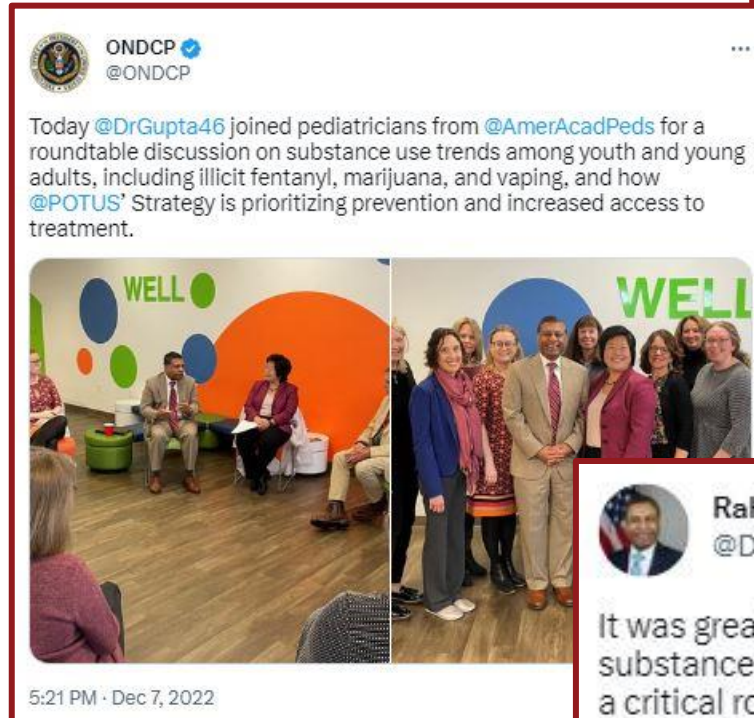 ONDCP
@ONDCP
Today @DrGupta46 joined pediatricians from @AmerAcadPeds for a
roundtable discussion on substance use trends among youth and young
adults, including illicit fentanyl, marijuana, and vaping, and how
@POTUS’ Strategy is prioritizing prevention and increased access to
treatment.
WELL
WELL
5:21 PM · Dec 7, 2022
It was
substance
a critical